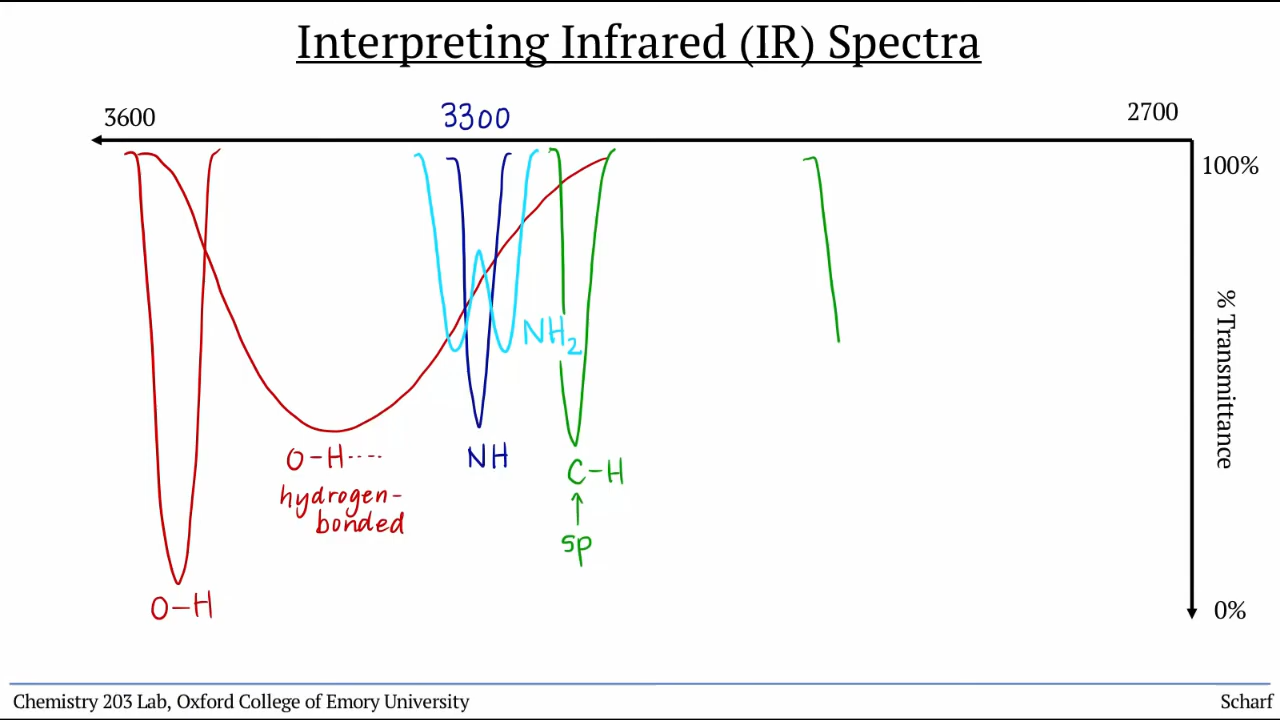 Interpreting Infrared (IR) Spectra
3600
3300
2700
100%
% Transmittance
NH2
O-H----
hydrogen-
bonded
NH
C-H
sp
O-H
0%
Chemistry 203 Lab, Oxford College of Emory University
Scharf